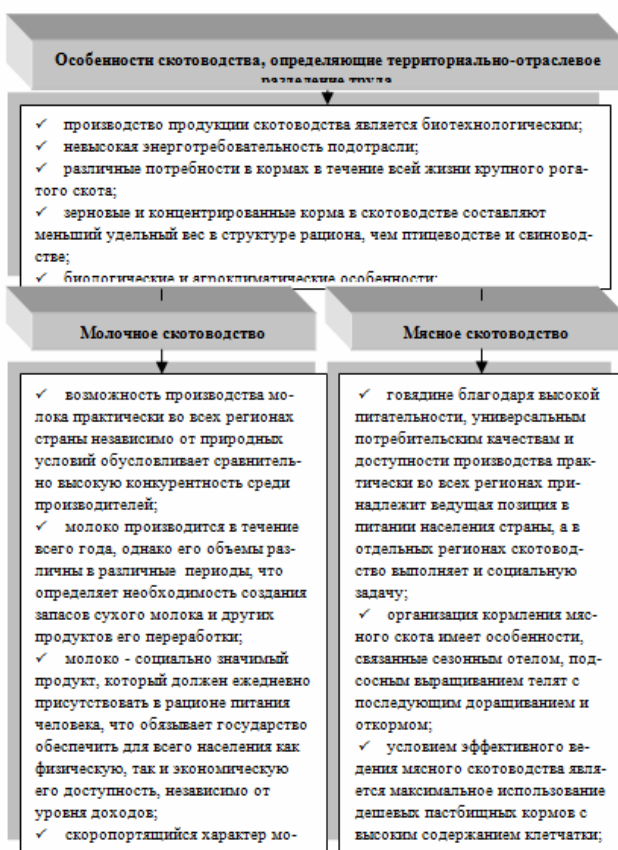 Особенности скотоводства, определяющие территориально-отраслевое
разделение труда
✓ производство продукции скотоводства является биотехнологическим;
✓ невысокая энерготребовательность подотрасли;
✓ различные потребности в кормах в течение всей жизни крупного рога-
того скота;
✓ зерновые и концентрированные корма в скотоводстве составляют
меньший удельный вес в структуре рациона, чем птицеводстве и свиновод-
стве;
✓ биологические и агроклиматические особенности;
Молочное скотоводство
✓ возможность производства мо-
лока практически во всех регионах
страны независимо от природных
условий обусловливает сравнитель-
но высокую конкурентность среди
производителей;
✓ молоко производится в течение
всего года, однако его объемы раз-
личны в различные периоды, что
определяет необходимость создания
запасов сухого молока и других
продуктов его переработки;
✓ молоко - социально значимый
продукт, который должен ежедневно
присутствовать в рационе питания
человека, что обязывает государство
обеспечить для всего населения как
физическую, так и экономическую
его доступность, независимо от
уровня доходов;
✓ скоропортящийся характер мо-
Мясное скотоводство
✓ говядине благодаря высокой
питательности, универсальным
потребительским качествам и
доступности производства прак-
тически во всех регионах при-
надлежит ведущая позиция в
питании населения страны, а в
отдельных регионах скотовод-
ство выполняет и социальную
задачу;
✓ организация кормления мяс-
ного скота имеет особенности,
связанные сезонным отелом, под-
сосным выращиванием телят с
последующим доращиванием и
откормом;
✓ условием эффективного ве-
дения мясного скотоводства явля-
ется максимальное использование
дешевых пастбищных кормов с
высоким содержанием клетчатки;